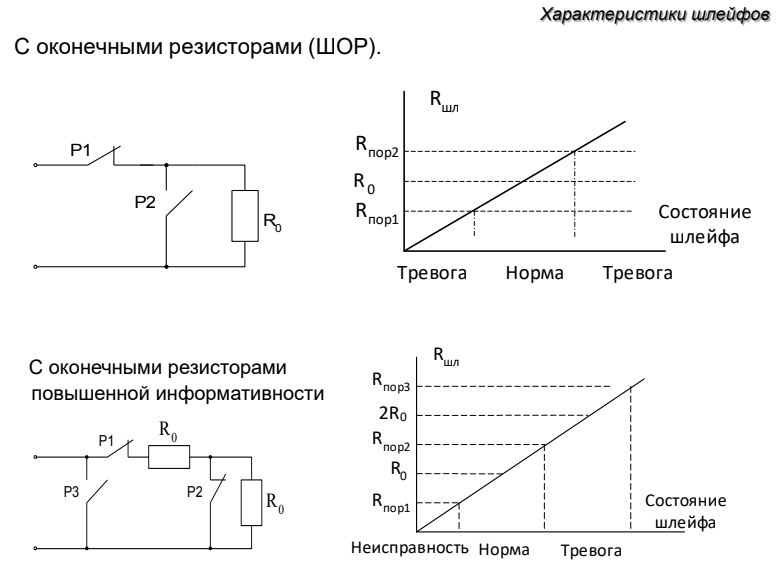 Характеристики шлейфов
С оконечными резисторами (ШОР).
P1
P2
R0
Rшл
Rпор2
R0
Rпор1
Состояние
шлейфа
Тревога Норма Тревога
С оконечными резисторами
повышенной информативности
P1
R0
P3
P2
R0
Rшл
Rпор3
2R0
Rпор2
R0
Rпор1
Состояние
шлейфа
Неисправность Норма Тревога